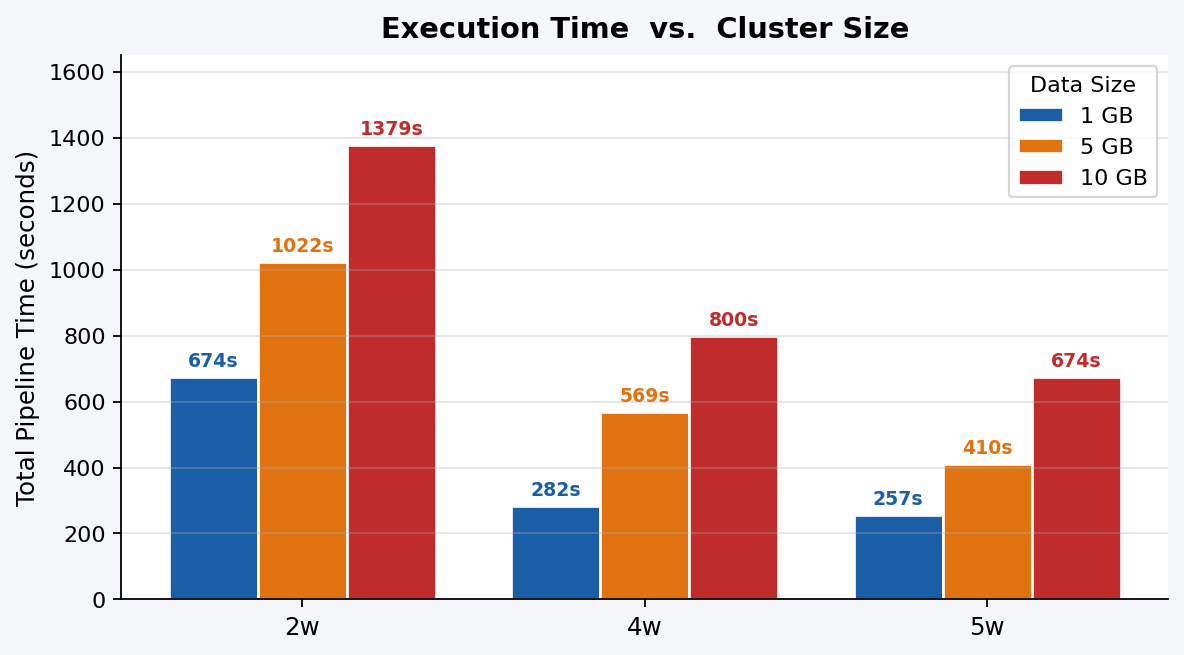 Execution Time  vs.  Cluster Size
Total Pipeline Time (seconds)
1600
1400
1200
1000
800
600
400
200
0
Data Size
1 GB
5 GB
10 GB
674s
1022s
1379s
282s
569s
800s
257s
410s
674s
2w
4w
5w